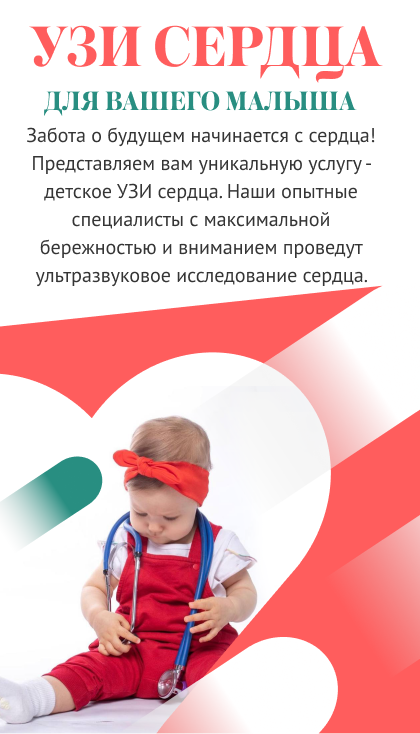 УЗИ СЕРДЦА
ДЛЯ ВАШЕГО МАЛЫША
Забота о будущем начинается с сердца!
Представляем вам уникальную услугу -
детское УЗИ сердца. Наши опытные
специалисты с максимальной
бережностью и вниманием проведут
ультразвуковое исследование сердца.